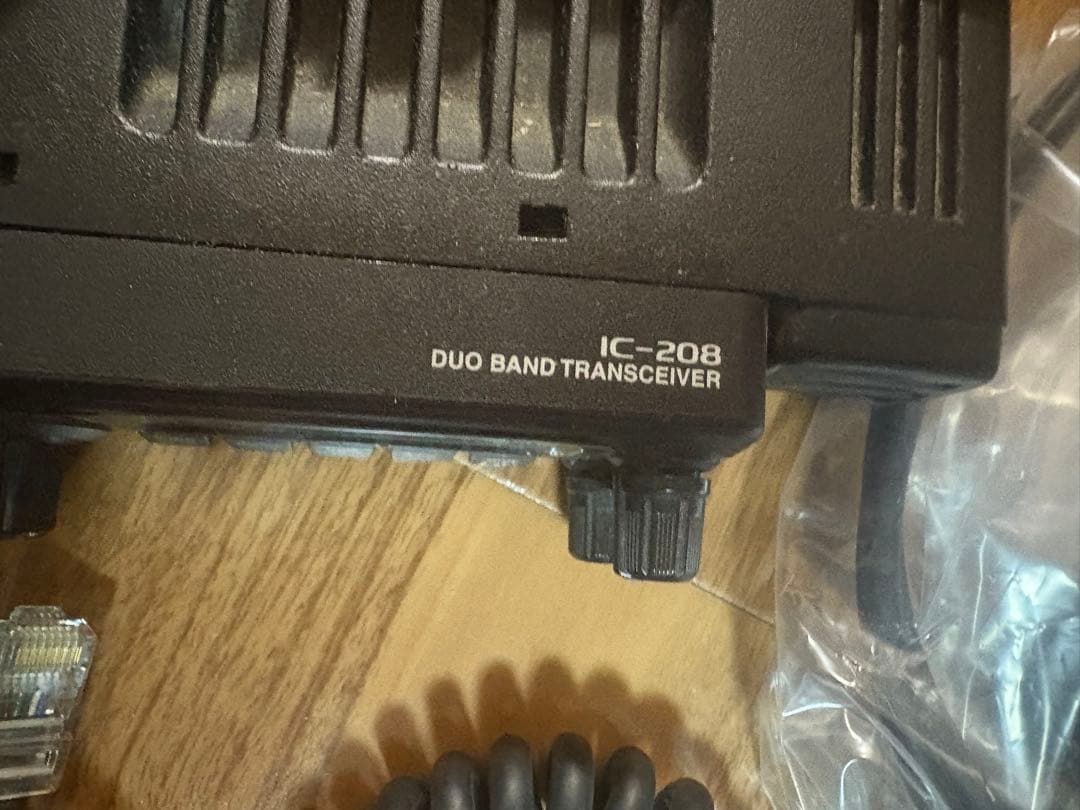 IC-208
DUO BAND TRANSCEIVER